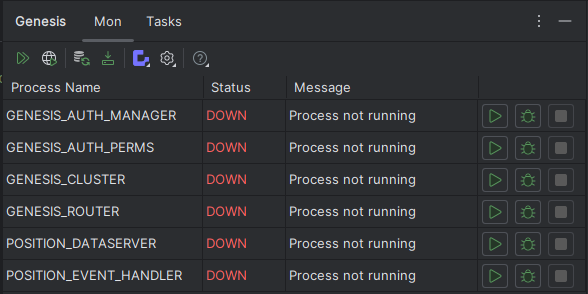 Genesis Mon Tasks
Process Name Status Message
GENESIS_AUTH_MANAGER DOWN Process not running
GENESIS_AUTH_PERMS DOWN Process not running
GENESIS_CLUSTER DOWN Process not running
GENESIS_ROUTER DOWN Process not running
POSITION_DATASERVER DOWN Process not running
POSITION_EVENT_HANDLER DOWN Process not running